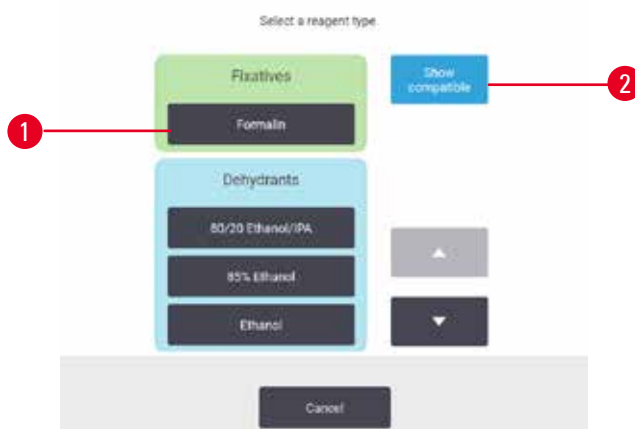 Select a reagent type
Fixatives
Show
compatible
2
1
Formalin
Dehydrants
80/20 Ethanol/IPA
85% Ethanol
Ethanol
Cancel